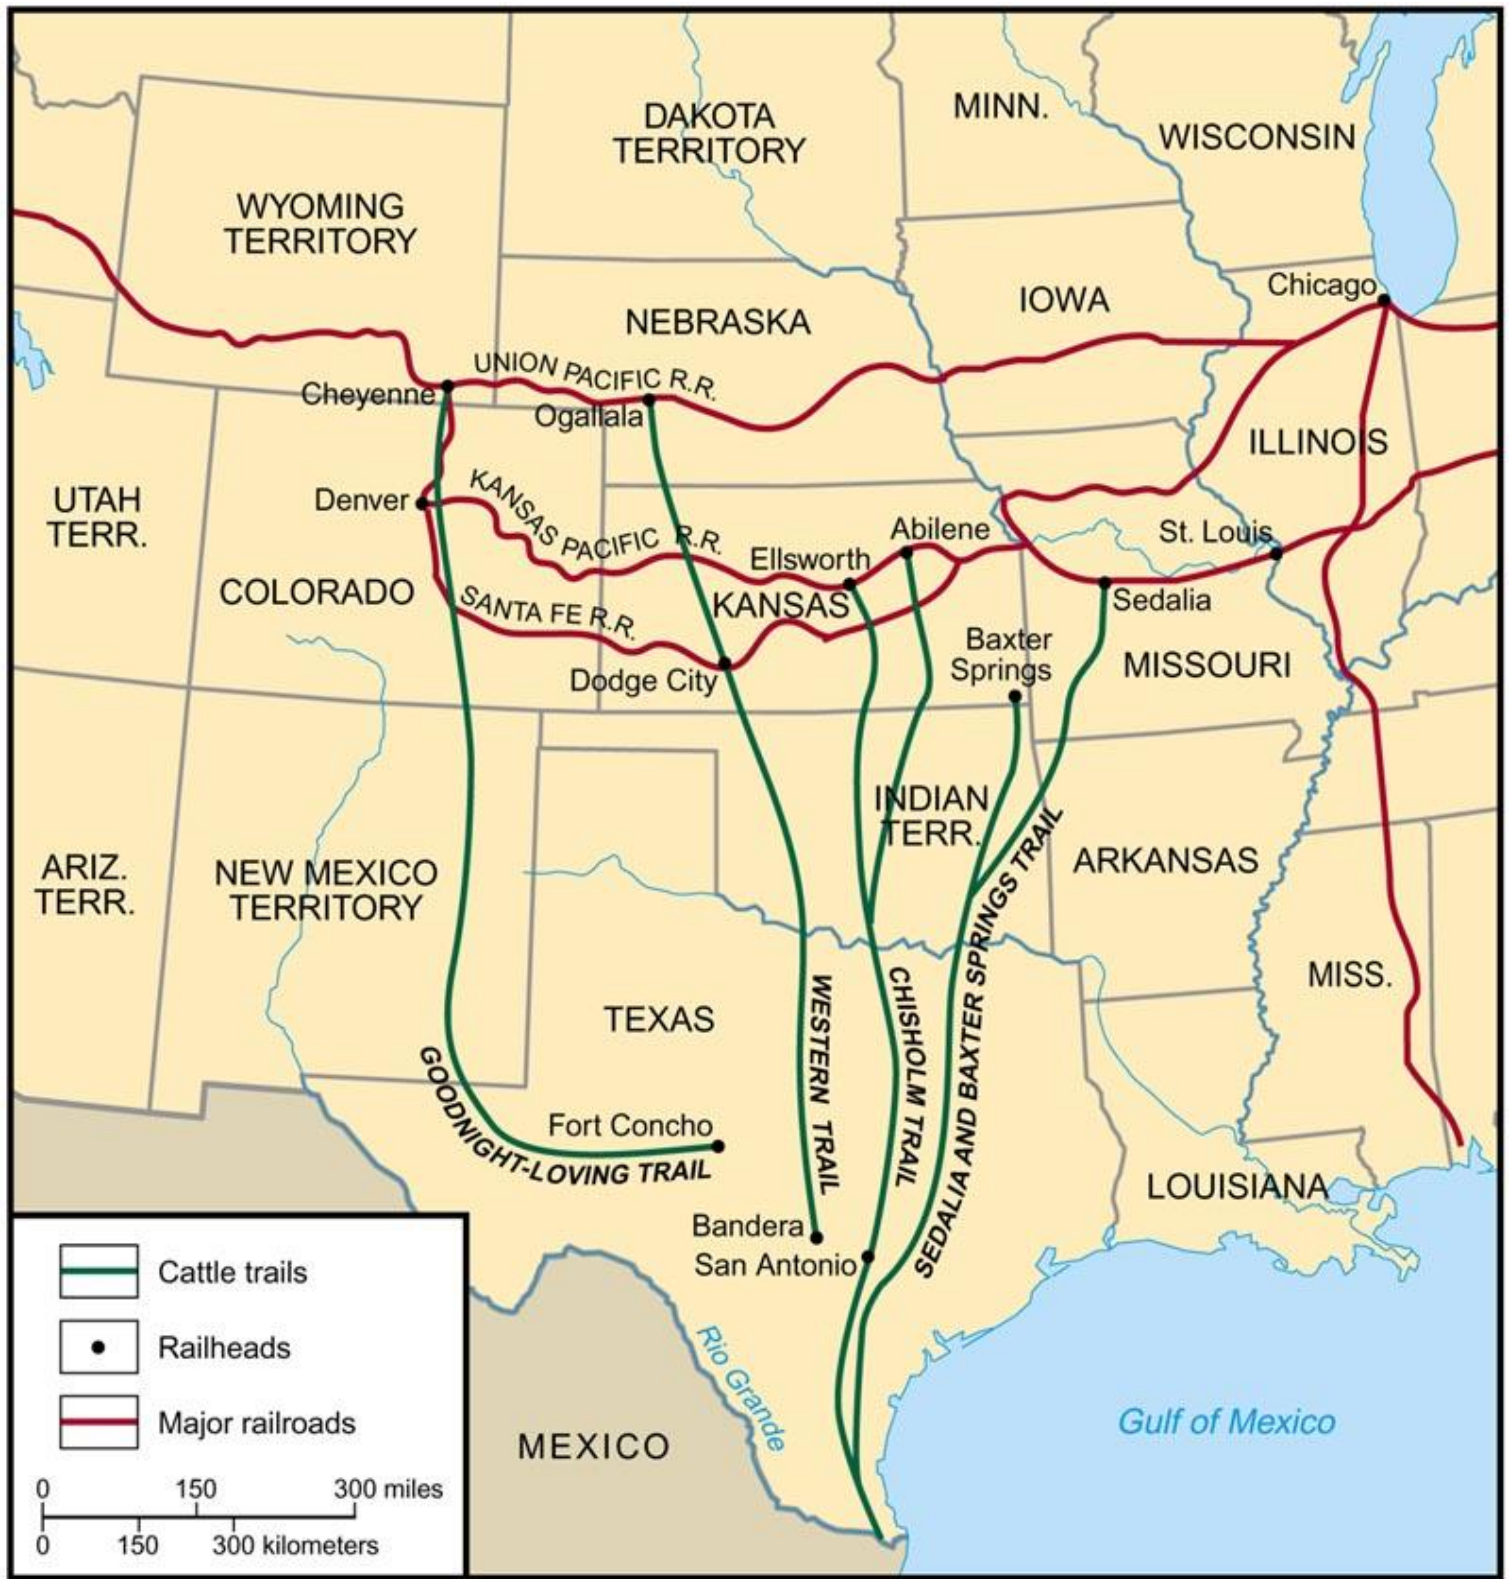 DAKOTA
TERRITORY
MINN.
WISCONSIN
WYOMING
TERRITORY
Chicago
IOWA
NEBRASKA
UNION PACIFIC R.R.
Cheyenne
Ogallala
ILLINOIS
UTAH
TERR.
Denver
KANSAS PACIFIC R.R.
Abilene
St. Louis
Ellsworth
COLORADO
SANTA FE R.R.
KANSAS
Sedalia
Baxter
Springs
MISSOURI
Dodge City
INDIAN
TERR.
ARIZ.
TERR.
NEW MEXICO
TERRITORY
ARKANSAS
MISS.
TEXAS
WESTERN TRAIL
CHISHOLM TRAIL
SEDALIA AND BAXTER SPRINGS TRAIL
GOODNIGHT-LOVING TRAIL
Fort Concho
LOUISIANA
Bandera
San Antonio
Rio Grande
Gulf of Mexico
MEXICO
Cattle trails
Railheads
Major railroads
0 150 300 miles
0 150 300 kilometers